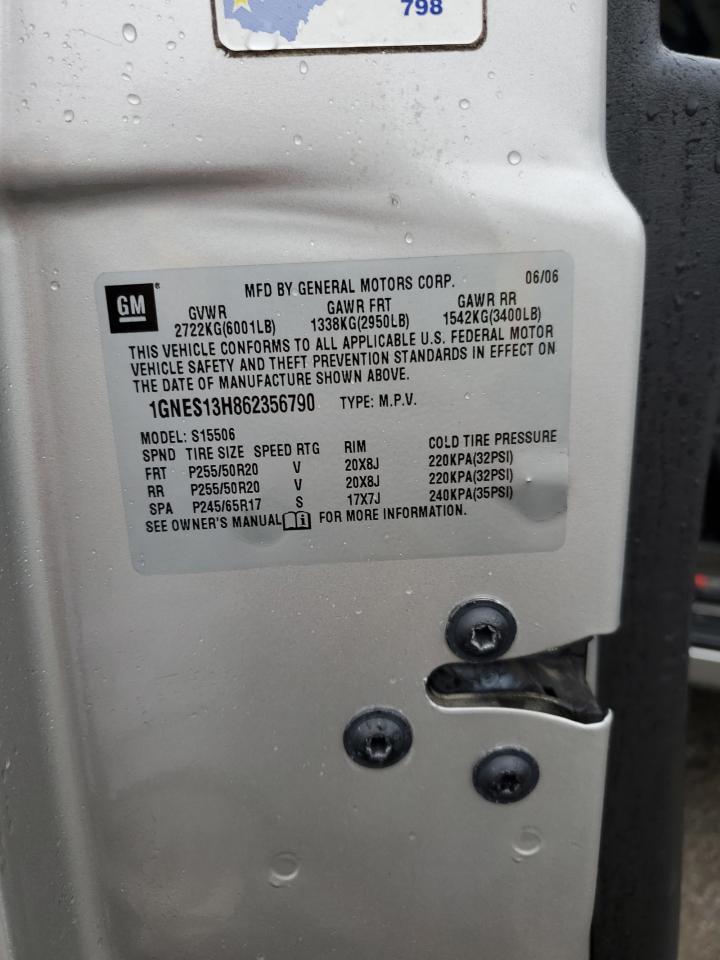 798
GM
MFD BY GENERAL MOTORS CORP. 06/06
GVWR GAWR FRT GAWR RR
2722KG(6001LB) 1338KG(2950LB) 1542KG(3400LB)
THIS VEHICLE CONFORMS TO ALL APPLICABLE U.S. FEDERAL MOTOR
VEHICLE SAFETY AND THEFT PREVENTION STANDARDS IN EFFECT ON
THE DATE OF MANUFACTURE SHOWN ABOVE.
1GNES13H862356790 TYPE: M.P.V.
MODEL: S15506
SPND TIRE SIZE SPEED RTG RIM COLD TIRE PRESSURE
FRT P255/50R20 V 20X8J 220KPA(32PSI)
RR P255/50R20 V 20X8J 220KPA(32PSI)
SPA P245/65R17 S 17X7J 240KPA(35PSI)
SEE OWNER'S MANUAL FOR MORE INFORMATION.